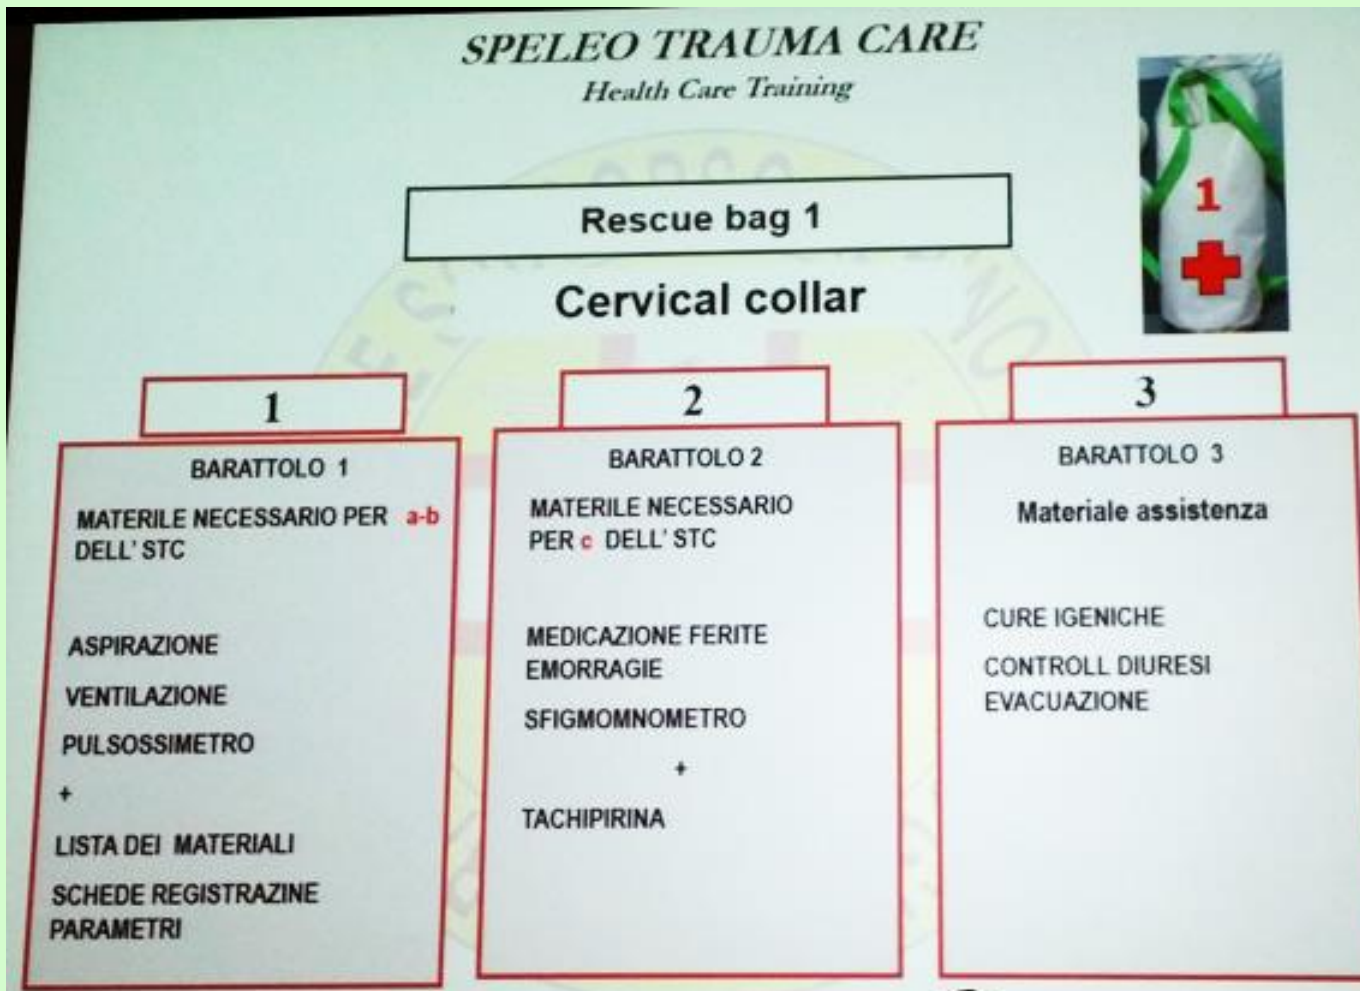 SPELEO TRAUMA CARE
Health Care Training
Rescue bag 1
Cervical collar
1
1
BARATTOLO 1
MATERILE NECESSARIO PER a-b
DELL' STC
ASPIRAZIONE
VENTILAZIONE
PULSOSSIMETRO
+
LISTA DEI MATERIALI
SCHEDE REGISTRAZINE
PARAMETRI
2
BARATTOLO 2
MATERILE NECESSARIO
PER c DELL' STC
MEDICAZIONE FERITE
EMORRAGIE
SFIGMOMNOMETRO
+
TACHIPIRINA
3
BARATTOLO 3
Materiale assistenza
CURE IGENICHE
CONTROLL DIURESI
EVACUAZIONE